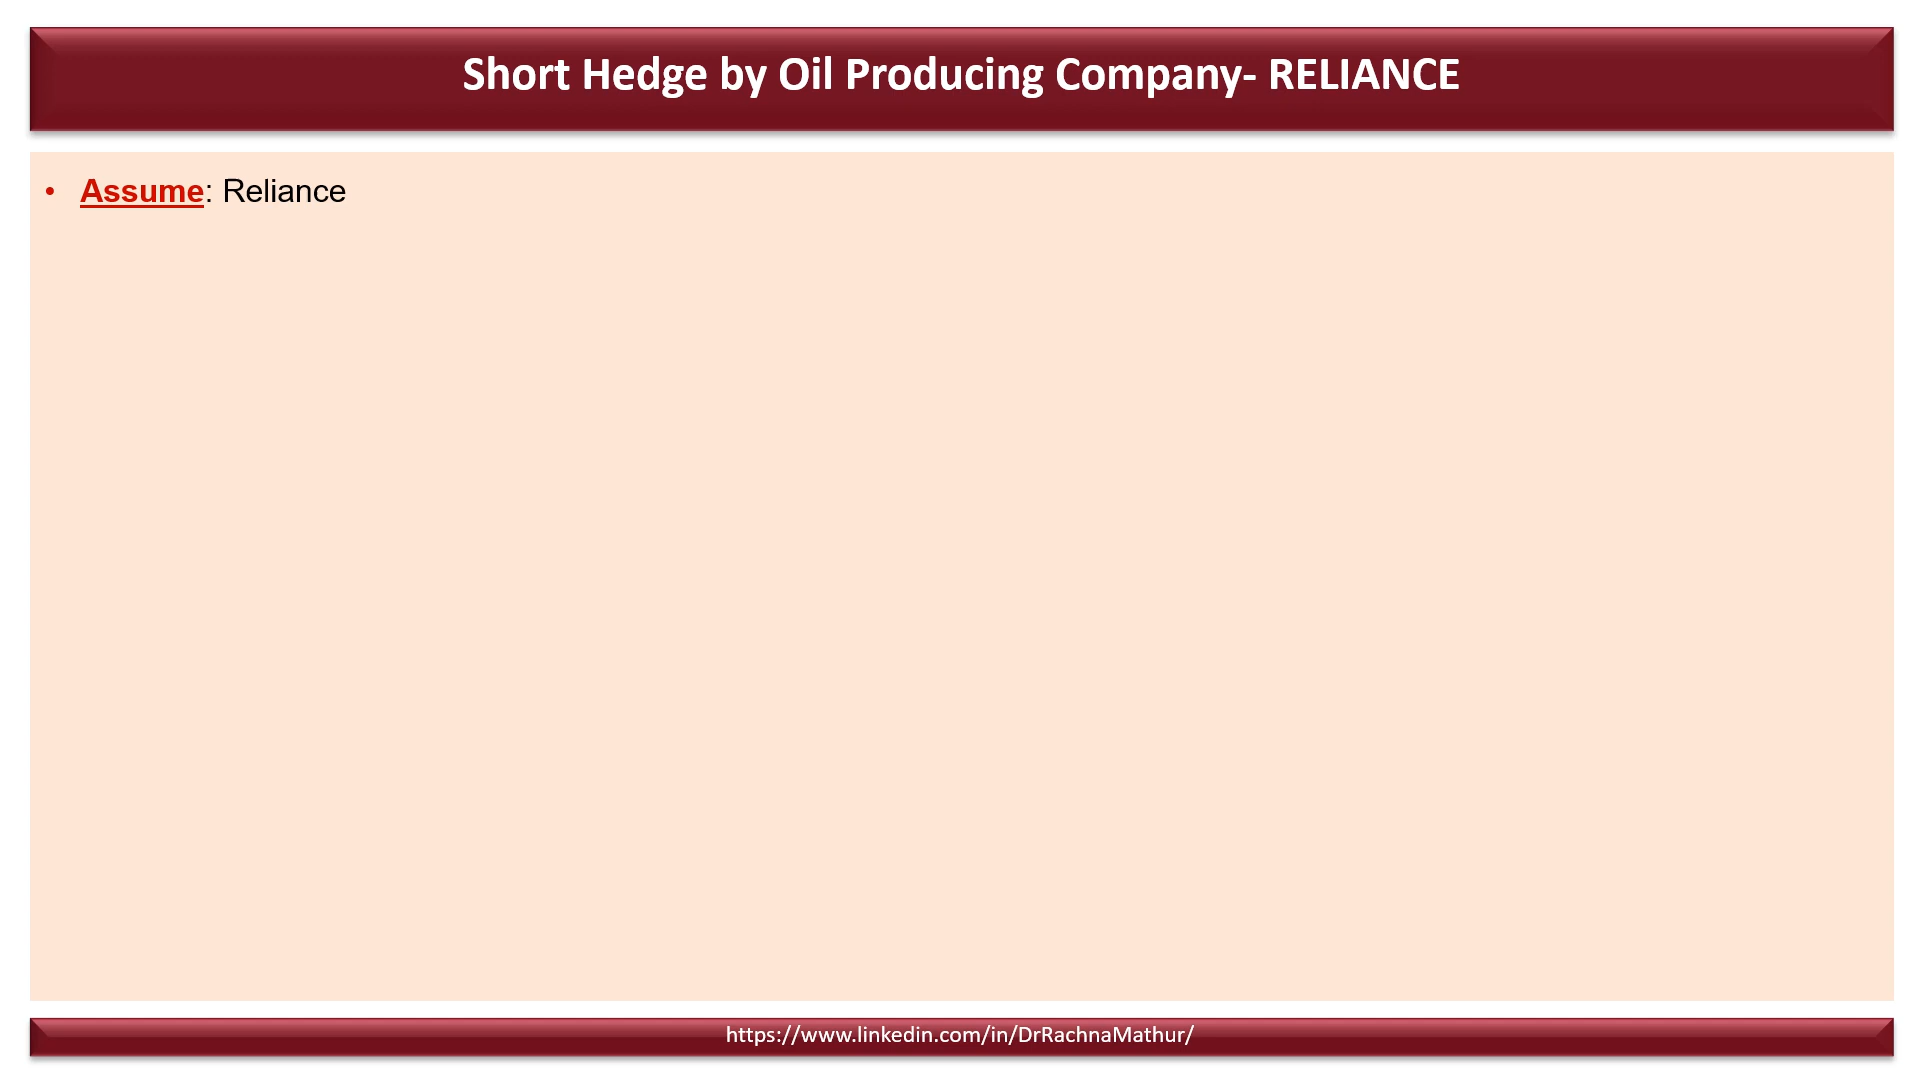 Short Hedge by Oil Producing Company- RELIANCE
• Assume: Reliance
https://www.linkedin.com/in/DrRachnaMathur/